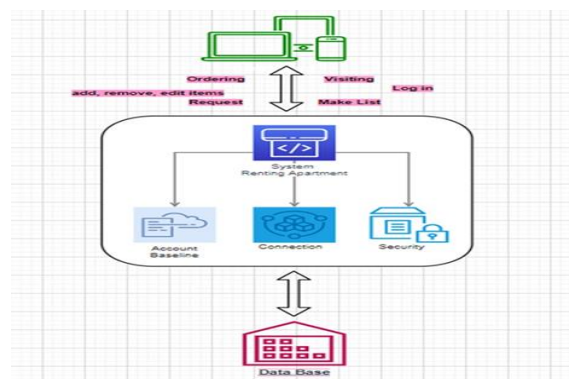 Ordering
Visiting
Log in
add, remove, edit items
Request
Make List
</>
System
Renting Apartment
Account
Baseline
Connection
Security
Data Base